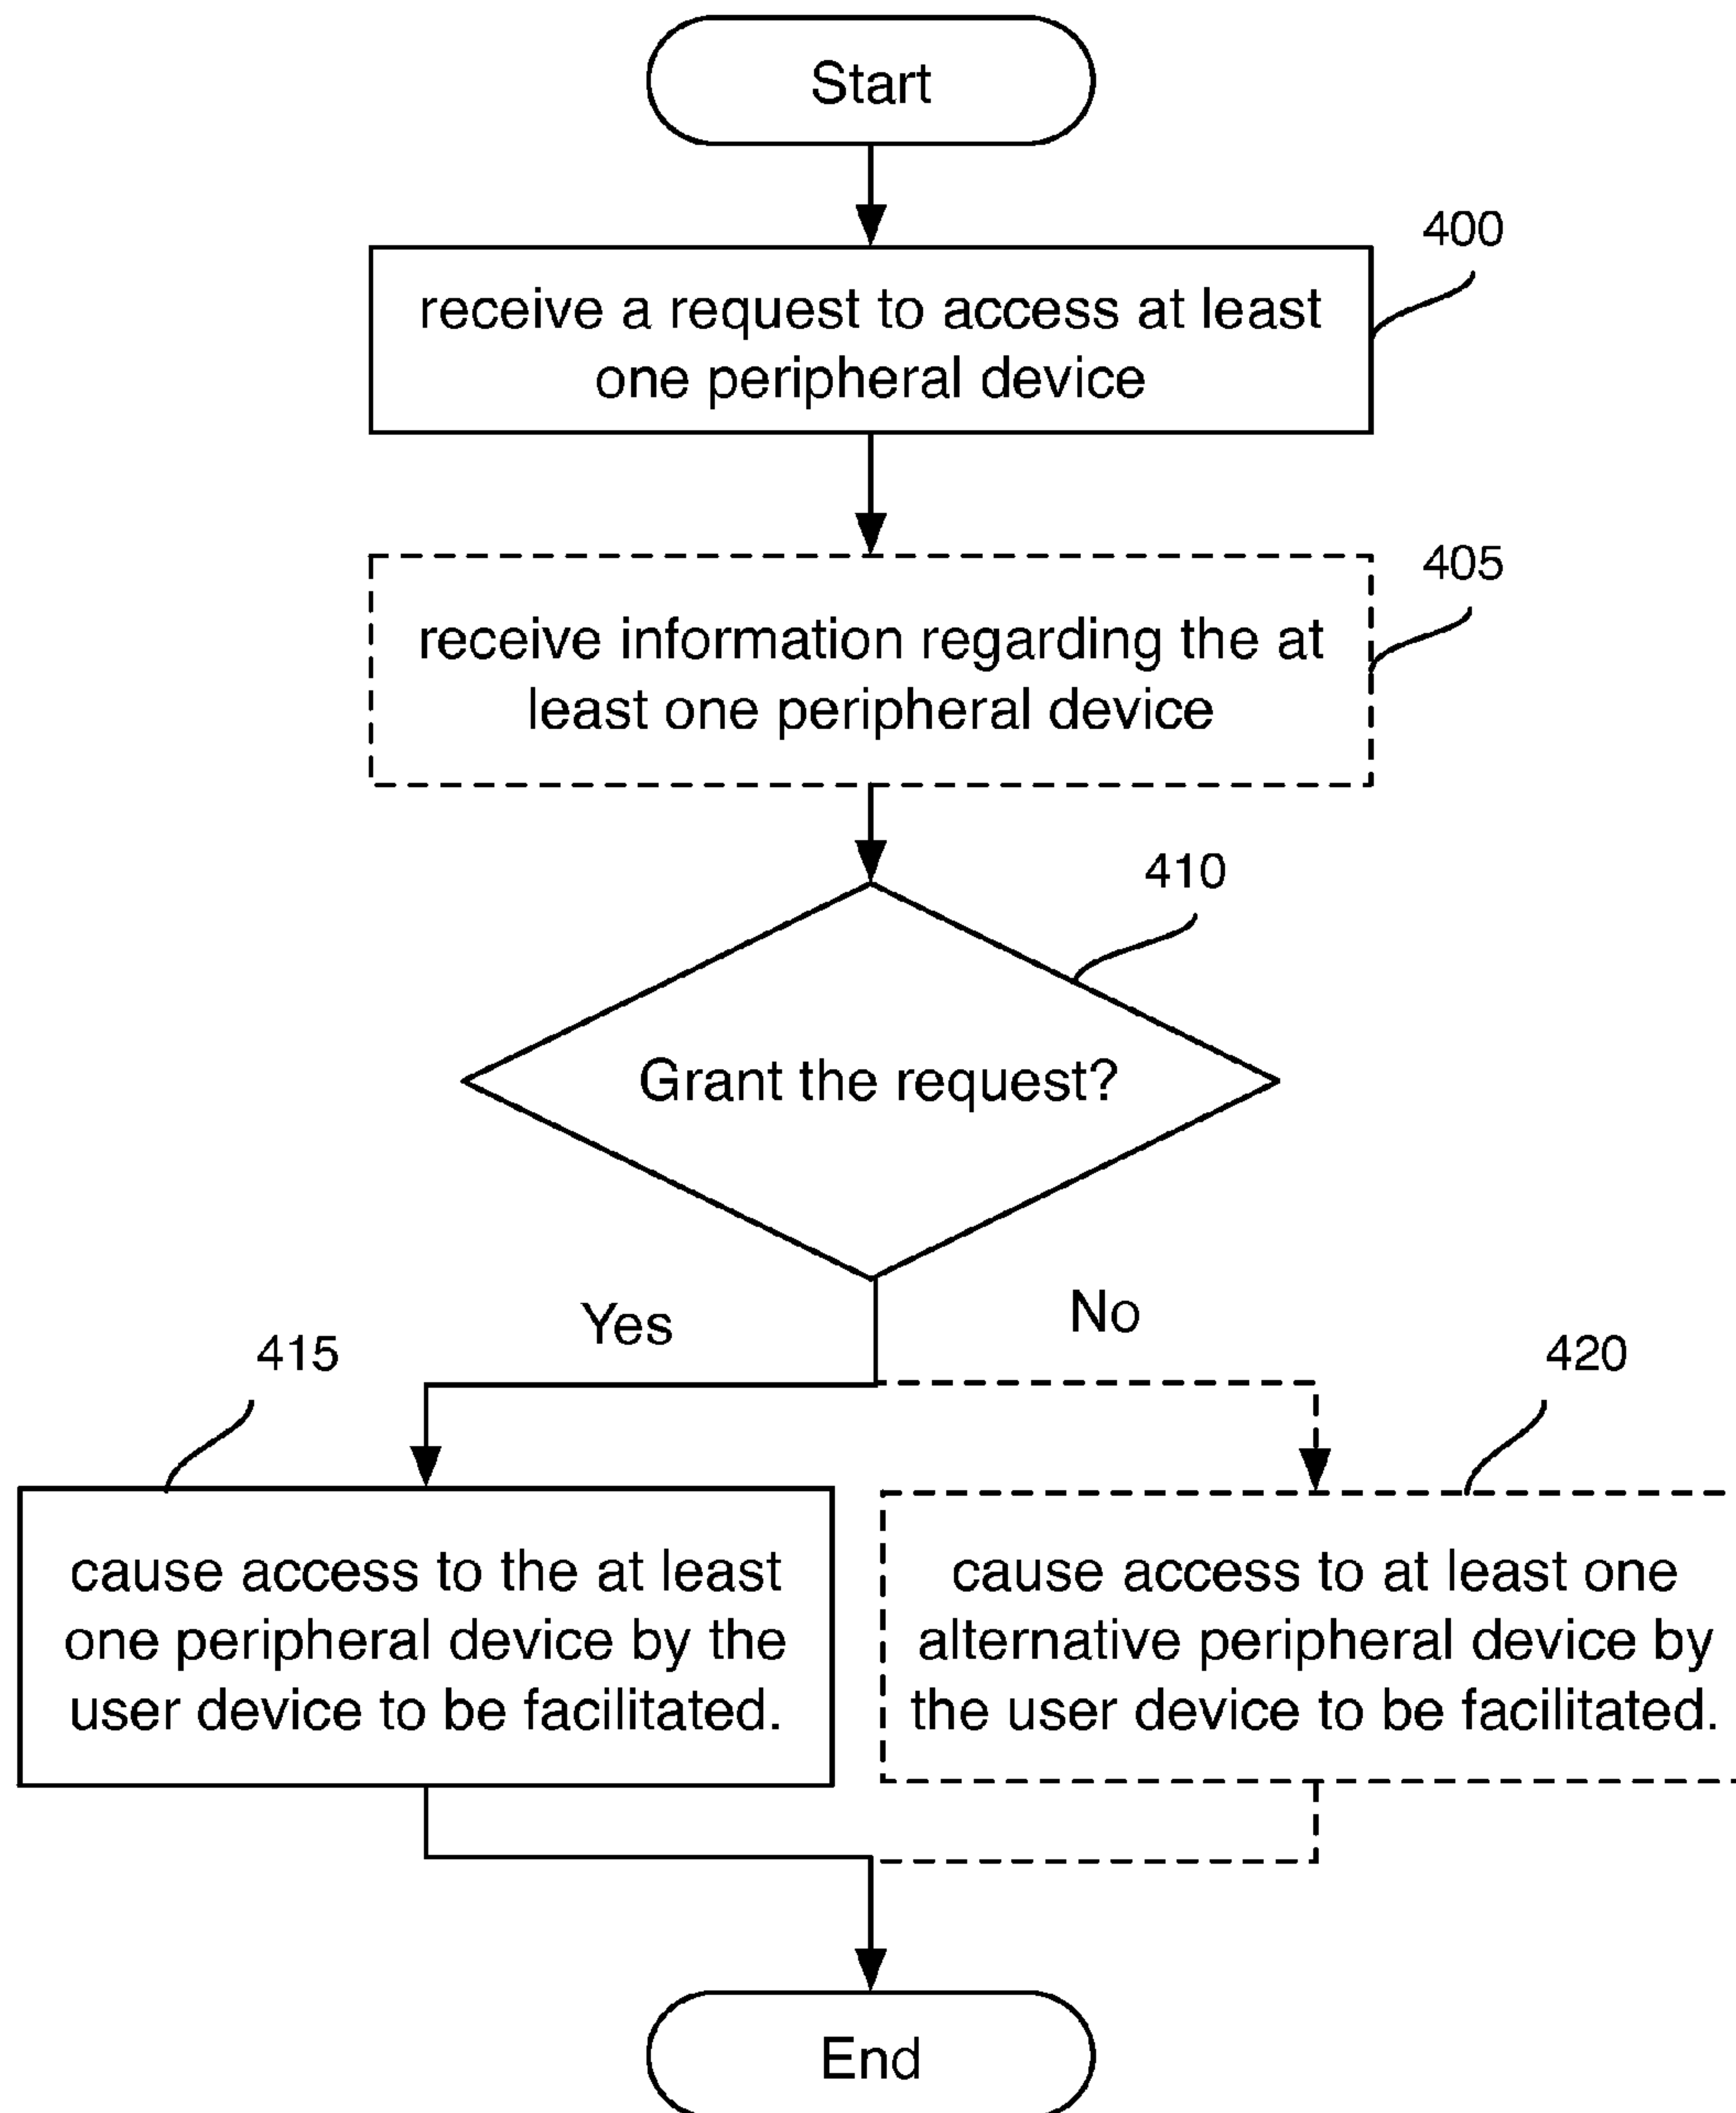 Start
400
receive a request to access at least
one peripheral device
405
receive information regarding the at
least one peripheral device
410
Grant the request?
Yes
No
415
420
cause access to the at least
one peripheral device by the
user device to be facilitated.
cause access to at least one
alternative peripheral device by
the user device to be facilitated.
End